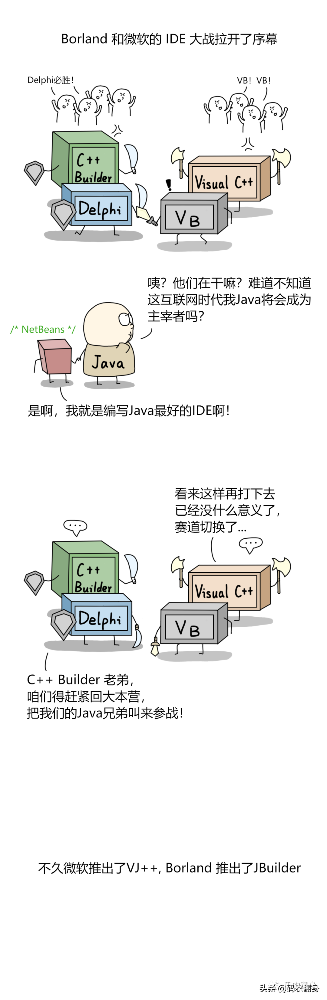 Borland 和微软的 IDE 大战拉开了序幕
Delphi必胜！
VB！VB！
C++
Builder
Delphi
Visual C++
VB
咦？他们在干嘛？难道不知道
这互联网时代我Java将会成为
主宰者吗？
/* NetBeans */
Java
是啊，我就是编写Java最好的IDE啊！
看来这样再打下去
已经没什么意义了，
赛道切换了...
C++
Builder
Delphi
Visual C++
VB
C++ Builder 老弟，
咱们得赶紧回大本营，
把我们的Java兄弟叫来参战！
不久微软推出了VJ++, Borland 推出了JBuilder
码农翻身
头条 @码农翻身